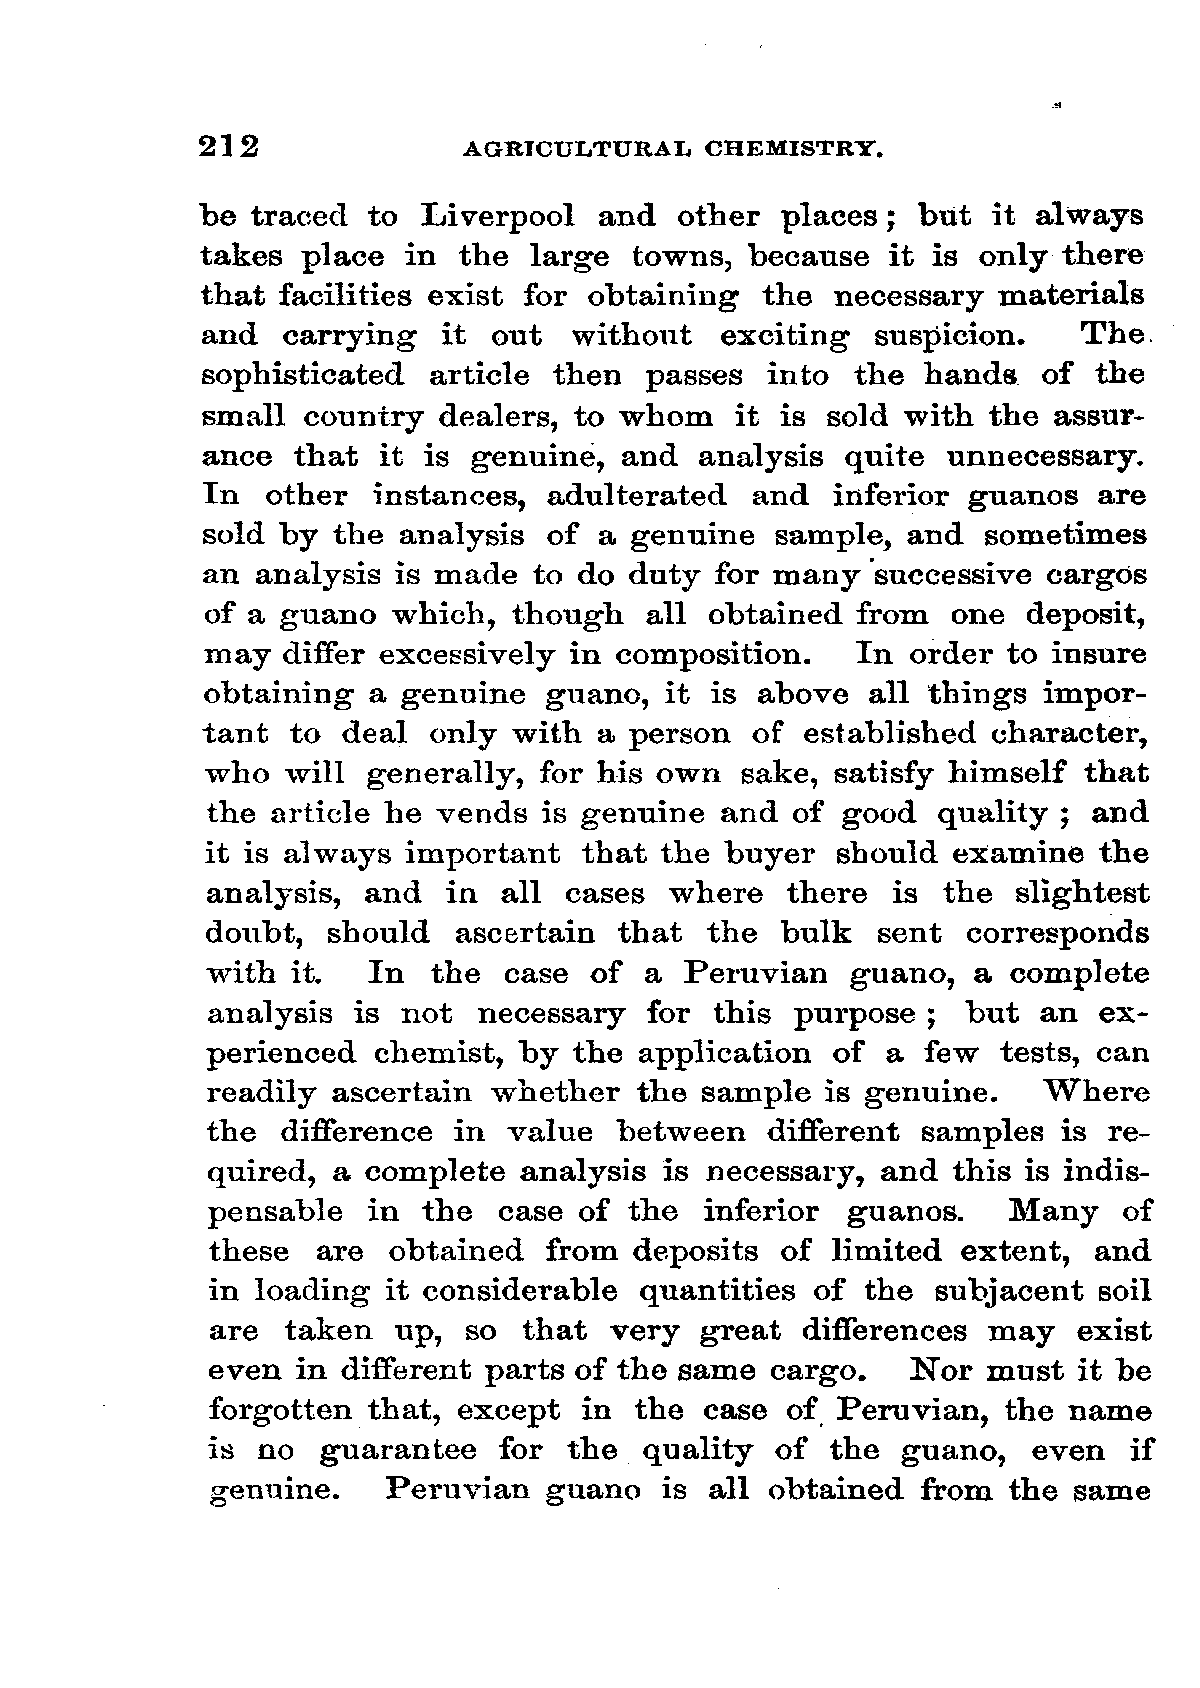 212 AGRICULTURAL CHEMISTRY.
be traced to Liverpool and other places; but it always
takes place in the large towns, because it is only there
that facilities exist for obtaining the necessary materials
and carrying it out without exciting suspicion. The
sophisticated article then passes into the hands of the
small country dealers, to whom it is sold with the assur-
ance that it is genuine, and analysis quite unnecessary.
In other instances, adulterated and inferior guanos are
sold by the analysis of a genuine sample, and sometimes
an analysis is made to do duty for many successive cargos
of a guano which, though all obtained from one deposit,
may differ excessively in composition. In order to insure
obtaining a genuine guano, it is above all things impor-
tant to deal only with a person of established character,
who will generally, for his own sake, satisfy himself that
the article he vends is genuine and of good quality; and
it is always important that the buyer should examine the
analysis, and in all cases where there is the slightest
doubt, should ascertain that the bulk sent corresponds
with it. In the case of a Peruvian guano, a complete
analysis is not necessary for this purpose; but an ex-
perienced chemist, by the application of a few tests, can
readily ascertain whether the sample is genuine. Where
the difference in value between different samples is re-
quired, a complete analysis is necessary, and this is indis-
pensable in the case of the inferior guanos. Many of
these are obtained from deposits of limited extent, and
in loading it considerable quantities of the subjacent soil
are taken up, so that very great differences may exist
even in different parts of the same cargo. Nor must it be
forgotten that, except in the case of Peruvian, the name
is no guarantee for the quality of the guano, even if
genuine. Peruvian guano is all obtained from the same